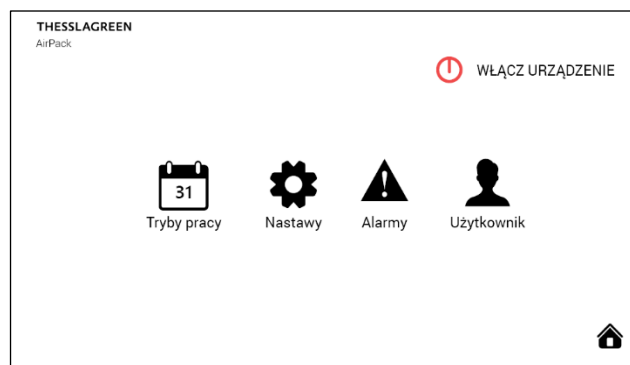 THESSLAGREEN
AirPack
WŁĄCZ URZĄDZENIE
31
Tryby pracy
Nastawy
Alarmy
Użytkownik